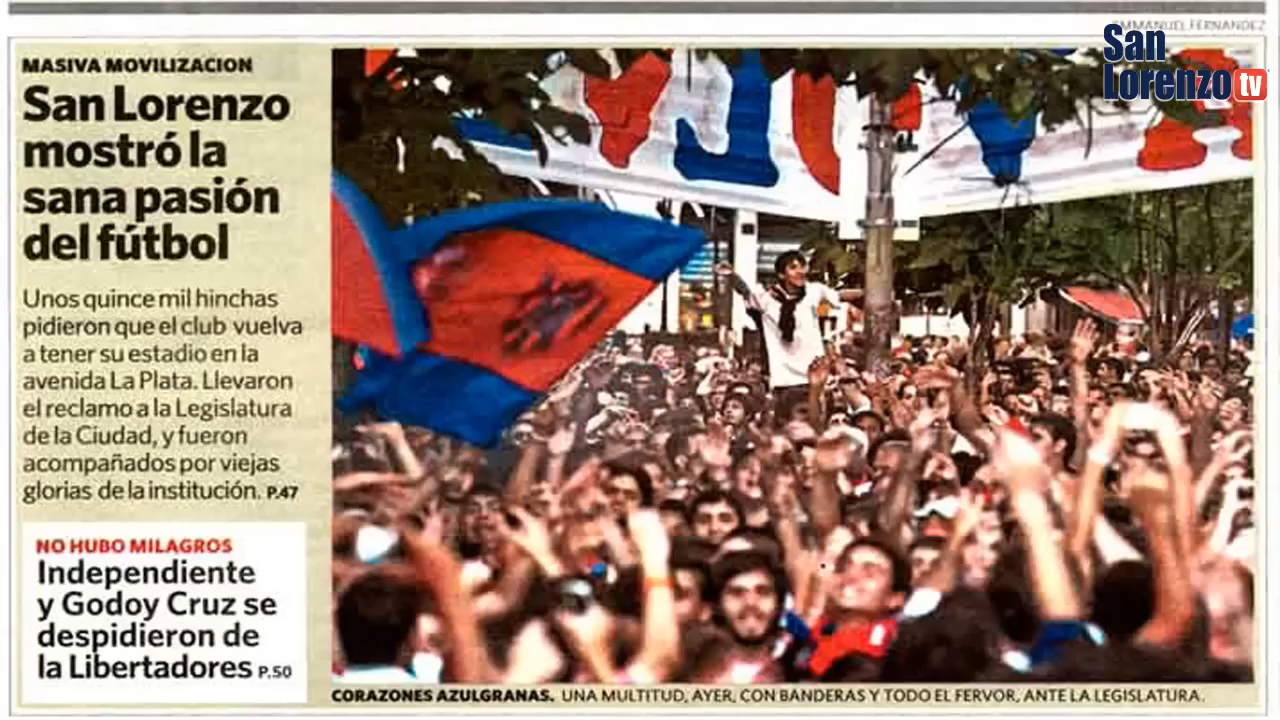 EMMANUEL FERNANDEZ
San
Lorenzo tv
MASIVA MOVILIZACION
San Lorenzo
mostró la
sana pasión
del fútbol
Unos quince mil hinchas
pidieron que el club vuelva
a tener su estadio en la
avenida La Plata. Llevaron
el reclamo a la Legislatura
de la Ciudad, y fueron
acompañados por viejas
glorias de la institución. P.47
NO HUBO MILAGROS
Independiente
y Godoy Cruz se
despidieron de
la Libertadores P.50
CORAZONES AZULGRANAS. UNA MULTITUD, AYER, CON BANDERAS Y TODO EL FERVOR, ANTE LA LEGISLATURA.